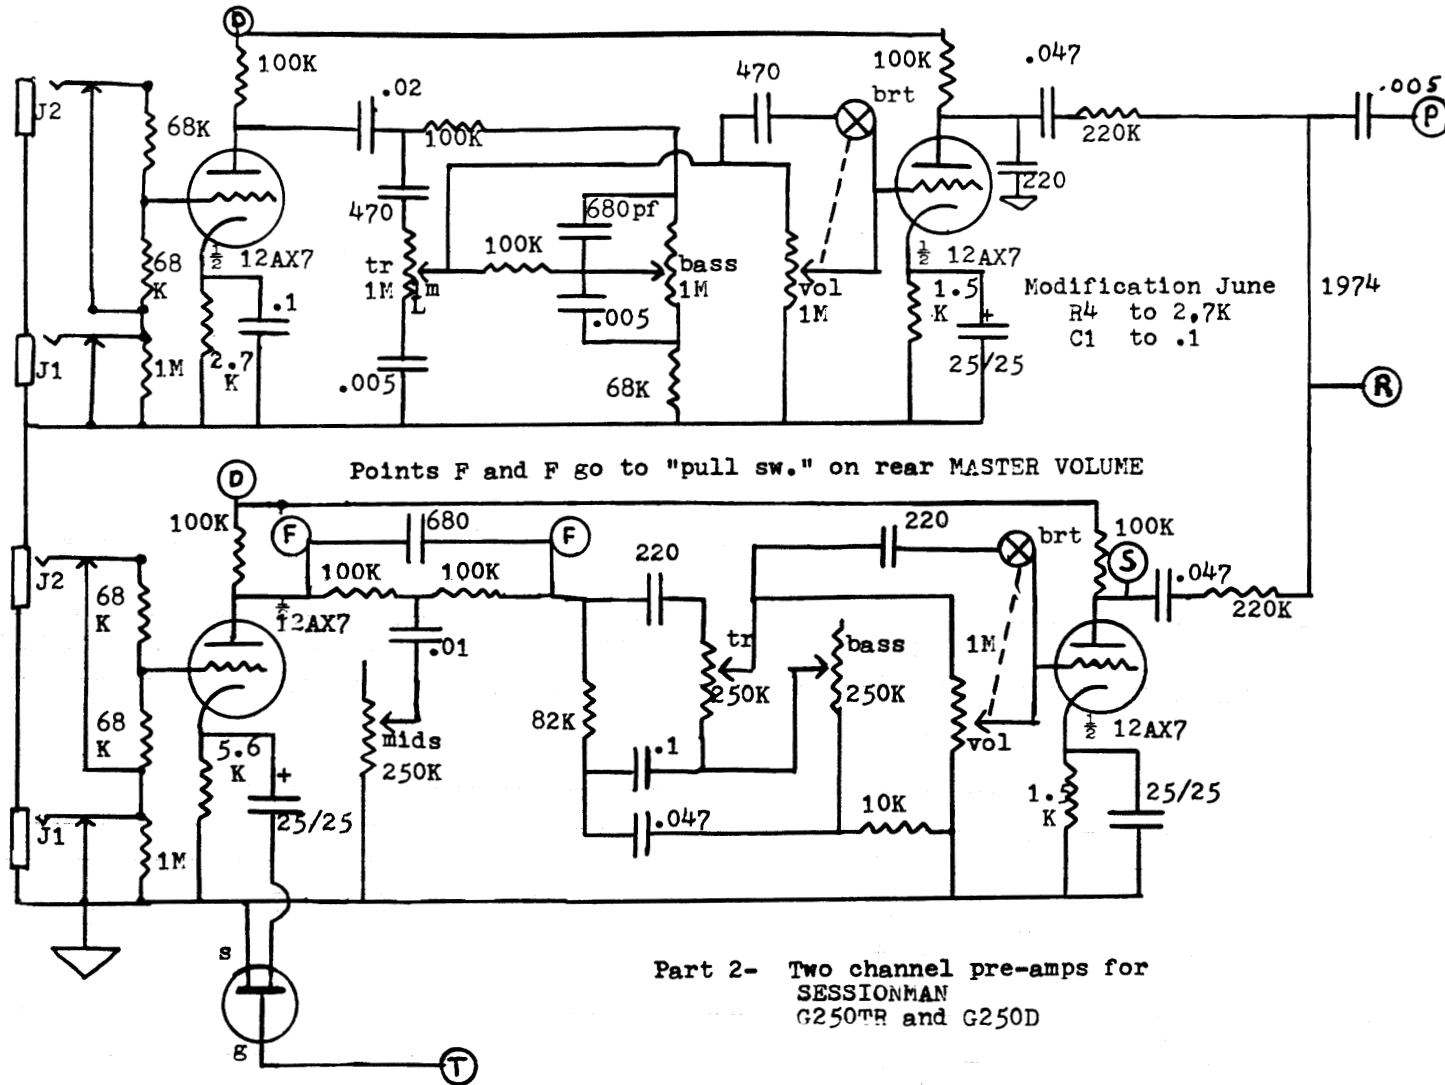 D
100K
.02
470
brt
100K
.047
.005
P
J2
68K
100K
220K
220
470
680pf
100K
½ 12AX7
68
K
tr
1M
m
L
bass
1M
vol
1M
½ 12AX7
1.5
K
+
25/25
Modification June 1974
R4 to 2,7K
C1 to .1
.1
.005
J1
1M
2.7
K
.005
68K
R
Points F and F go to "pull sw." on rear MASTER VOLUME
D
100K
F
680
F
220
brt
100K
S
J2
100K
100K
220
.047
220K
68
K
½
12AX7
.01
tr
250K
bass
250K
1M
68
K
mids
250K
82K
vol
½ 12AX7
5.6
K
+
25/25
.1
.047
10K
1.5
K
25/25
J1
1M
s
g
T
Part 2- Two channel pre-amps for
SESSIONMAN
G250TR and G250D